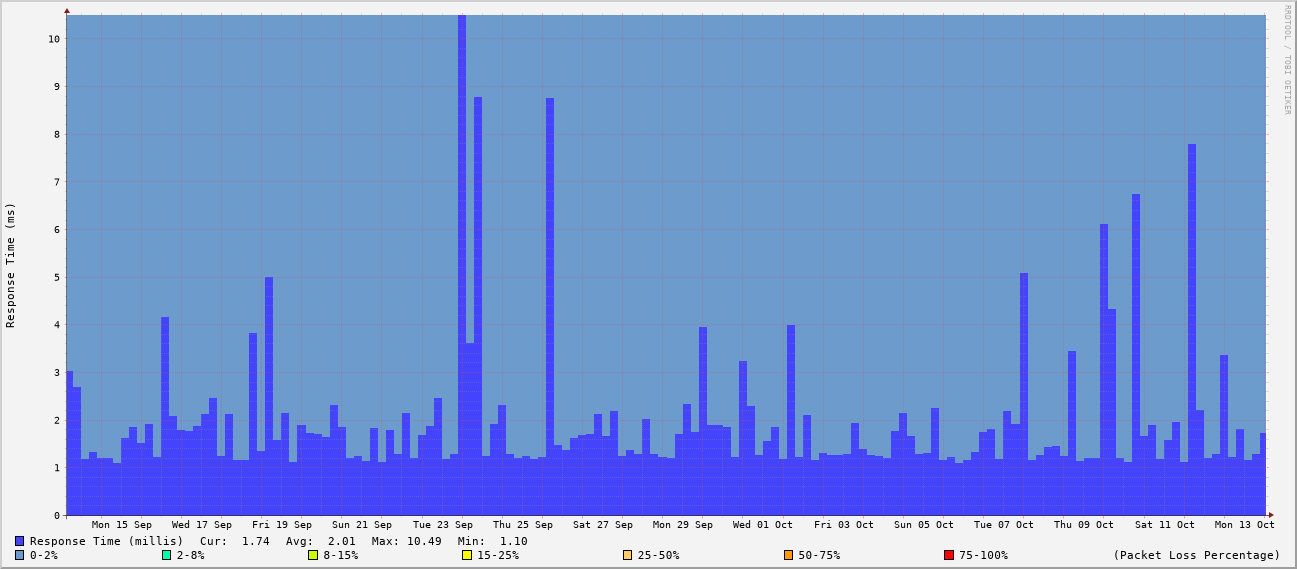 RRDTOOL / TOBI OETIKER
Response Time (ms)
10
9
8
7
6
5
4
3
2
1
0
Mon 15 Sep Wed 17 Sep Fri 19 Sep Sun 21 Sep Tue 23 Sep Thu 25 Sep Sat 27 Sep Mon 29 Sep Wed 01 Oct Fri 03 Oct Sun 05 Oct Tue 07 Oct Thu 09 Oct Sat 11 Oct Mon 13 Oct
Response Time (millis) Cur: 1.74 Avg: 2.01 Max: 10.49 Min: 1.10
0-2% 2-8% 8-15% 15-25% 25-50% 50-75% 75-100% (Packet Loss Percentage)